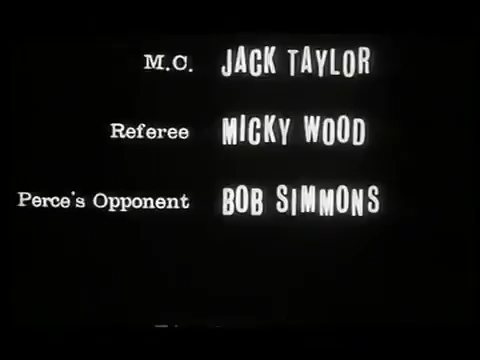 M.C. JACK TAYLOR
Referee MICKY WOOD
Perce's Opponent BOB SIMMONS